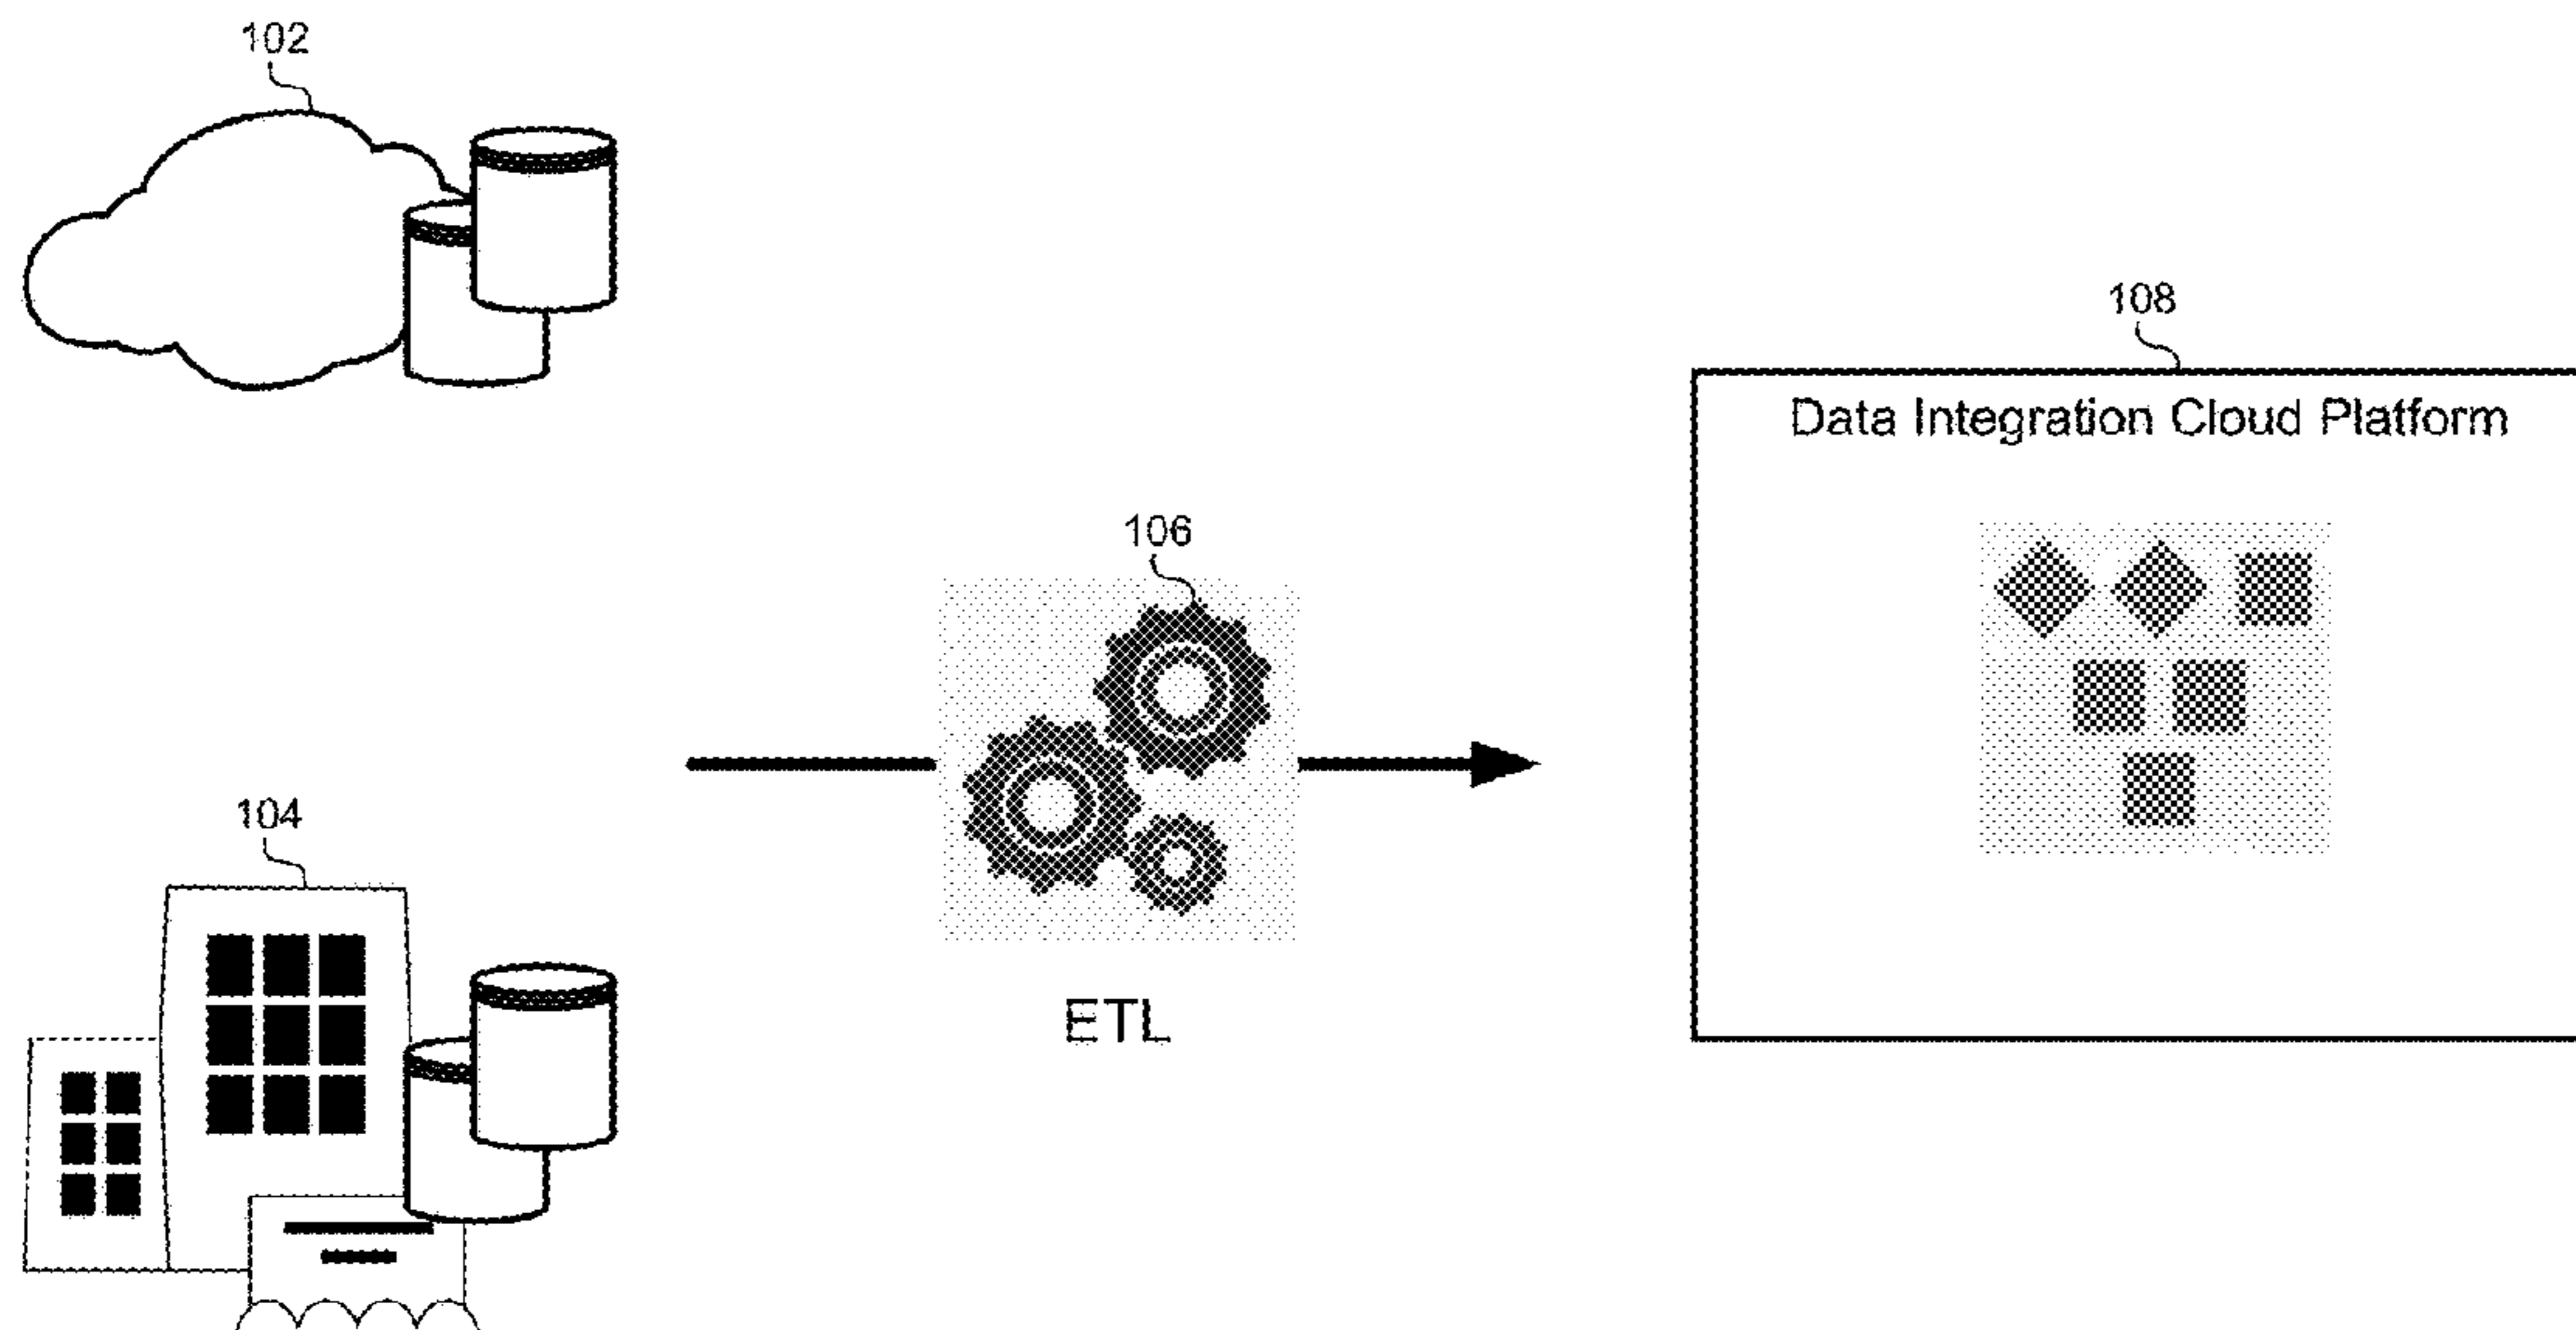 102
108
Data Integration Cloud Platform
106
104
ETL